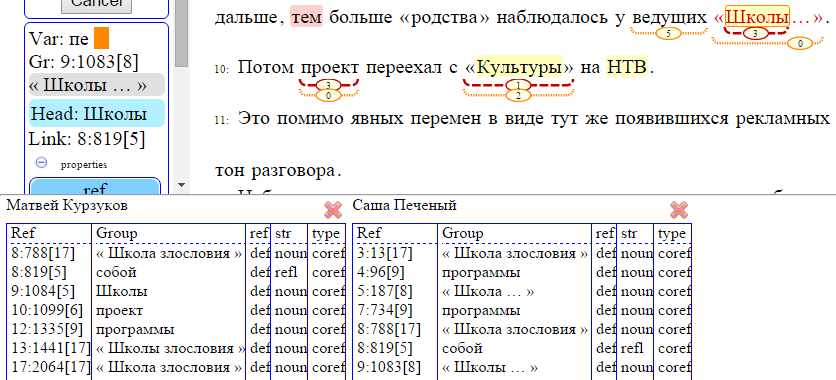 Cancel
Var: пе
Gr: 9:1083[8]
« Школы … »
Head: Школы
Link: 8:819[5]
properties
ref
дальше, тем больше «родства» наблюдалось у ведущих «Школы…».
5 3
0
10: Потом проект переехал с «Культуры» на НТВ.
3 1
0 2
11: Это помимо явных перемен в виде тут же появившихся рекламных
тон разговора.
Матвей Курзуков
Ref Group ref str type
8:788[17] « Школа злословия » def noun coref
8:819[5] собой def refl coref
9:1084[5] Школы def noun coref
10:1099[6] проект def noun coref
12:1335[9] программы def noun coref
13:1441[17] « Школы злословия » def noun coref
17:2064[17] « Школа злословия » def noun coref
Саша Печеный
Ref Group ref str type
3:13[17] « Школа злословия » def noun coref
4:96[9] программы def noun coref
5:187[8] « Школа … » def noun coref
7:734[9] программы def noun coref
8:788[17] « Школа злословия » def noun coref
8:819[5] собой def refl coref
9:1083[8] « Школы … » def noun coref